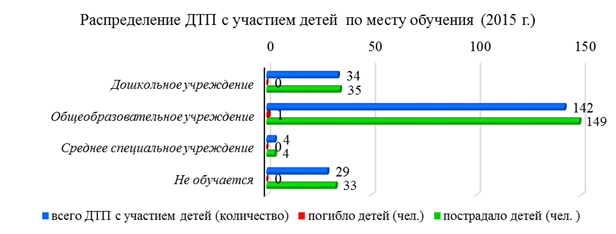 Распределение ДТП с участием детей по месту обучения (2015 г.)
0 50 100 150
Дошкольное учреждение 34
0
35
Общеобразовательное учреждение 142
1
149
Среднее специальное учреждение 4
0
4
Не обучается 29
0
33
всего ДТП с участием детей (количество) погибло детей (чел.) пострадало детей (чел. )